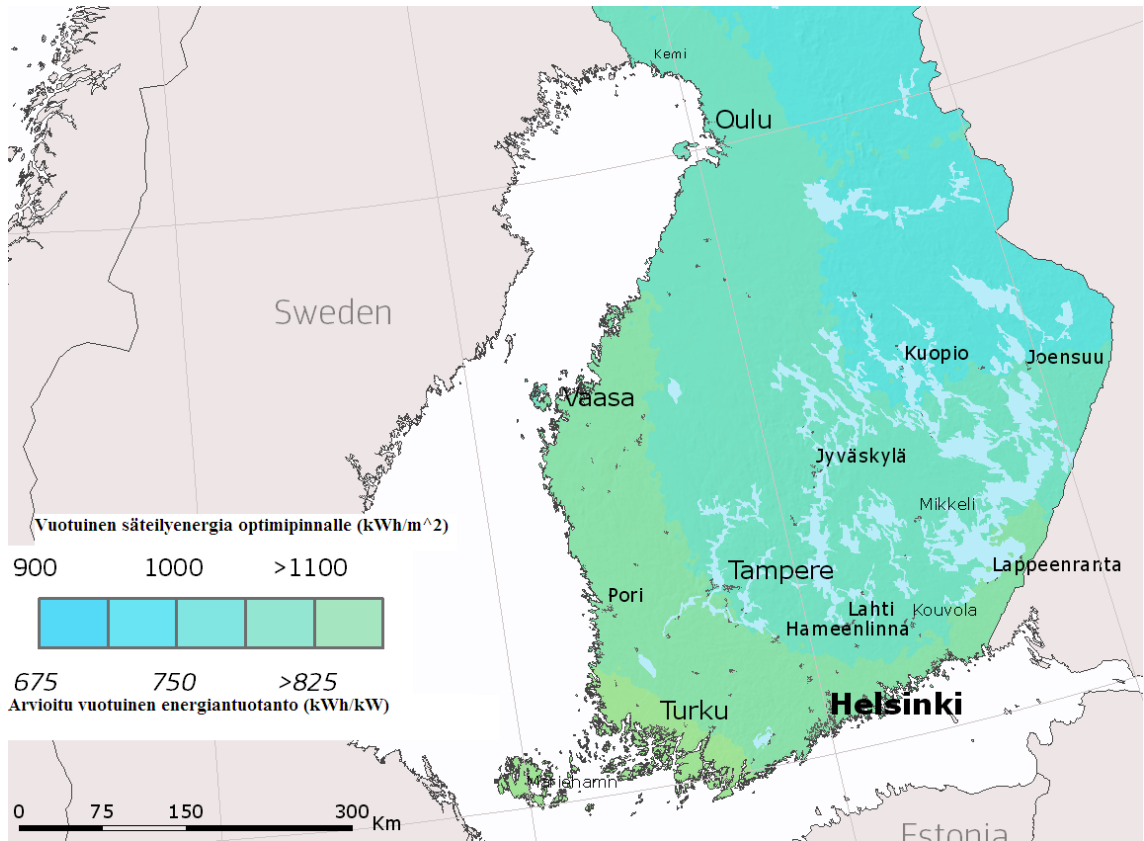 Kemi
Oulu
Sweden
Kuopio
Joensuu
Vaasa
Jyväskylä
Mikkeli
Vuotuinen säteilyenergia optimipinnalle (kWh/m^2)
900 1000 >1100
Tampere
Lappeenranta
Pori
Lahti
Kouvola
Hameenlinna
675 750 >825
Arvioitu vuotuinen energiantuotanto (kWh/kW)
Turku
Helsinki
Mariehamn
0 75 150 300 Km
Estonia